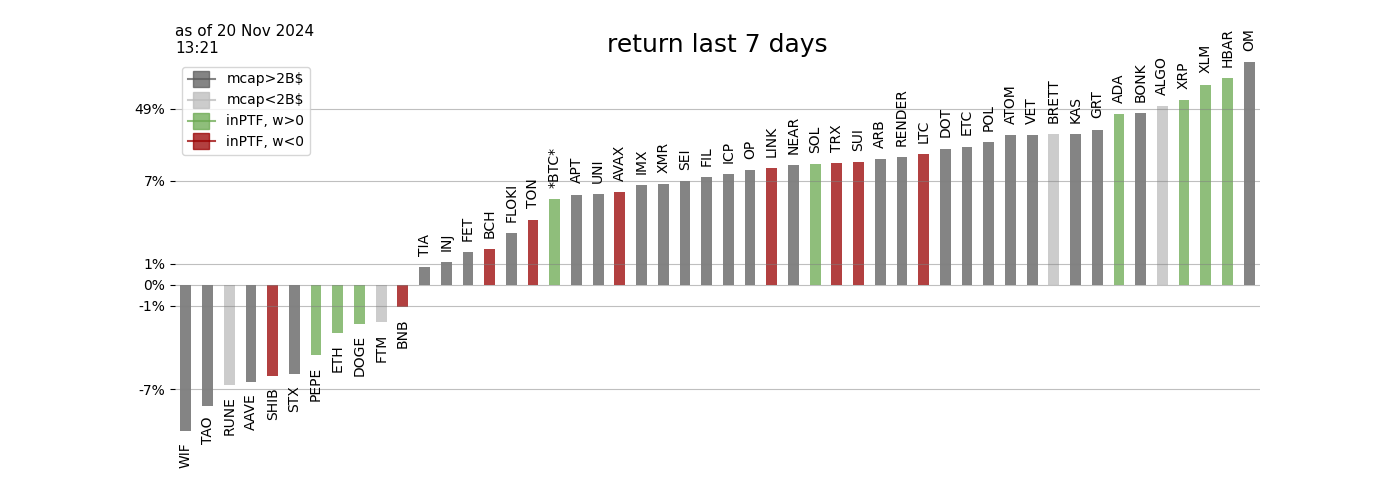 as of 20 Nov 2024
13:21
return last 7 days
mcap>2B$
mcap<2B$
inPTF, w>0
inPTF, w<0
49%
7%
1%
0%
-1%
-7%
WIF
TAO
RUNE
AAVE
SHIB
STX
PEPE
ETH
DOGE
FTM
BNB
TIA
INJ
FET
BCH
FLOKI
TON
*BTC*
APT
UNI
AVAX
IMX
XMR
SEI
FIL
ICP
OP
LINK
NEAR
SOL
TRX
SUI
ARB
RENDER
LTC
DOT
ETC
POL
ATOM
VET
BRETT
KAS
GRT
ADA
BONK
ALGO
XRP
XLM
HBAR
OM